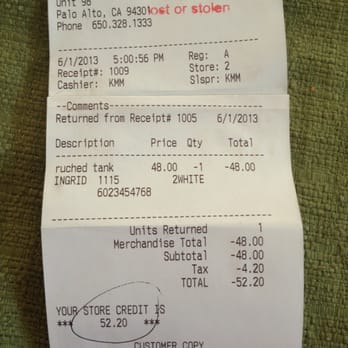 Unit 98
Palo Alto, CA 94301 lost or stolen
Phone 650.328.1333
6/1/2013 5:00:56 PM Reg: A
Receipt#: 1009 Store: 2
Cashier: KMM Slspr: KMM
--Comments--
Returned from Receipt# 1005 6/1/2013
Description Price Qty Total
ruched tank 48.00 -1 -48.00
INGRID 1115 2WHITE
6023454768
Units Returned 1
Merchandise Total -48.00
Subtotal -48.00
Tax -4.20
TOTAL -52.20
YOUR STORE CREDIT IS
*** 52.20 ***
CUSTOMER COPY